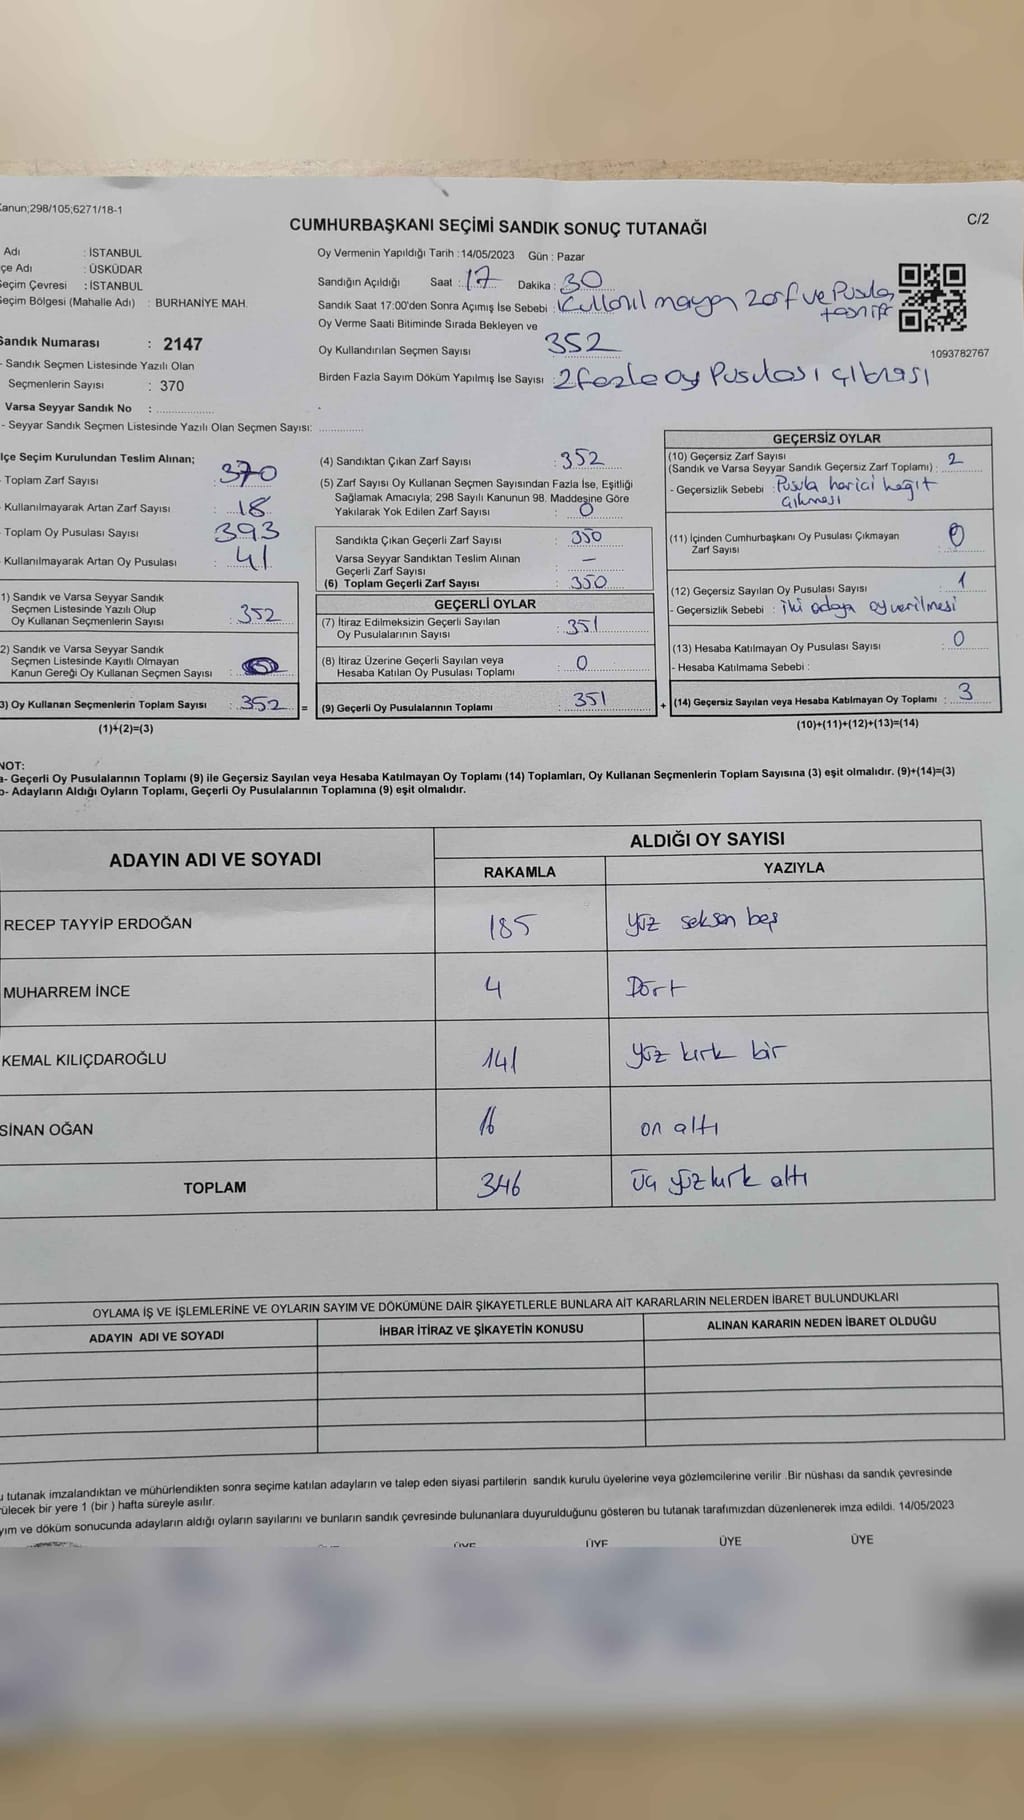 Kanun;298/105;6271/18-1
C/2
CUMHURBAŞKANI SEÇİMİ SANDIK SONUÇ TUTANAĞI
Adı : İSTANBUL
çe Adı : ÜSKÜDAR
Seçim Çevresi : İSTANBUL
Seçim Bölgesi (Mahalle Adı) : BURHANİYE MAH.
Sandık Numarası : 2147
- Sandık Seçmen Listesinde Yazılı Olan
Seçmenlerin Sayısı : 370
Varsa Seyyar Sandık No :
- Seyyar Sandık Seçmen Listesinde Yazılı Olan Seçmen Sayısı:
Oy Vermenin Yapıldığı Tarih : 14/05/2023 Gün : Pazar
Sandığın Açıldığı Saat : 17 Dakika : 30
Sandık Saat 17:00'den Sonra Açımış İse Sebebi : Kullanılmayan zarf ve Pusula
tasnifi
Oy Verme Saati Bitiminde Sırada Bekleyen ve
Oy Kullandırılan Seçmen Sayısı 352
Birden Fazla Sayım Döküm Yapılmış İse Sayısı : 2 fazla oy Pusulası çıkması
1093782767
lçe Seçim Kurulundan Teslim Alınan;
- Toplam Zarf Sayısı : 370
- Kullanılmayarak Artan Zarf Sayısı : 18
- Toplam Oy Pusulası Sayısı : 393
- Kullanılmayarak Artan Oy Pusulası : 41
1) Sandık ve Varsa Seyyar Sandık
Seçmen Listesinde Yazılı Olup
Oy Kullanan Seçmenlerin Sayısı : 352
2) Sandık ve Varsa Seyyar Sandık
Seçmen Listesinde Kayıtlı Olmayan
Kanun Gereği Oy Kullanan Seçmen Sayısı :
3) Oy Kullanan Seçmenlerin Toplam Sayısı : 352 =
(1)+(2)=(3)
(4) Sandıktan Çıkan Zarf Sayısı : 352
(5) Zarf Sayısı Oy Kullanan Seçmen Sayısından Fazla İse, Eşitliği
Sağlamak Amacıyla; 298 Sayılı Kanunun 98. Maddesine Göre
Yakılarak Yok Edilen Zarf Sayısı : 0
Sandıkta Çıkan Geçerli Zarf Sayısı : 350
Varsa Seyyar Sandıktan Teslim Alınan
Geçerli Zarf Sayısı : —
(6) Toplam Geçerli Zarf Sayısı : 350
GEÇERLİ OYLAR
(7) İtiraz Edilmeksizin Geçerli Sayılan
Oy Pusulalarının Sayısı : 351
(8) İtiraz Üzerine Geçerli Sayılan veya
Hesaba Katılan Oy Pusulası Toplamı : 0
(9) Geçerli Oy Pusulalarının Toplamı : 351 +
GEÇERSİZ OYLAR
(10) Geçersiz Zarf Sayısı
(Sandık ve Varsa Seyyar Sandık Geçersiz Zarf Toplamı) : 2
- Geçersizlik Sebebi : Pusula harici kağıt
çıkması
(11) İçinden Cumhurbaşkanı Oy Pusulası Çıkmayan
Zarf Sayısı : 0
(12) Geçersiz Sayılan Oy Pusulası Sayısı : 1
- Geçersizlik Sebebi : iki adaya oy verilmesi
(13) Hesaba Katılmayan Oy Pusulası Sayısı : 0
- Hesaba Katılmama Sebebi :
(14) Geçersiz Sayılan veya Hesaba Katılmayan Oy Toplamı : 3
(10)+(11)+(12)+(13)=(14)
NOT:
a- Geçerli Oy Pusulalarının Toplamı (9) ile Geçersiz Sayılan veya Hesaba Katılmayan Oy Toplamı (14) Toplamları, Oy Kullanan Seçmenlerin Toplam Sayısına (3) eşit olmalıdır. (9)+(14)=(3)
b- Adayların Aldığı Oyların Toplamı, Geçerli Oy Pusulalarının Toplamına (9) eşit olmalıdır.
ADAYIN ADI VE SOYADI
ALDIĞI OY SAYISI
RAKAMLA YAZIYLA
RECEP TAYYİP ERDOĞAN 185 yüz seksen beş
MUHARREM İNCE 4 Dört
KEMAL KILIÇDAROĞLU 141 yüz kırk bir
SİNAN OĞAN 16 on altı
TOPLAM 346 üç yüz kırk altı
OYLAMA İŞ VE İŞLEMLERİNE VE OYLARIN SAYIM VE DÖKÜMÜNE DAİR ŞİKAYETLERLE BUNLARA AİT KARARLARIN NELERDEN İBARET BULUNDUKLARI
ADAYIN ADI VE SOYADI İHBAR İTİRAZ VE ŞİKAYETİN KONUSU ALINAN KARARIN NEDEN İBARET OLDUĞU
u tutanak imzalandıktan ve mühürlendikten sonra seçime katılan adayların ve talep eden siyasi partilerin sandık kurulu üyelerine veya gözlemcilerine verilir .Bir nüshası da sandık çevresinde
rülecek bir yere 1 (bir ) hafta süreyle asılır.
yım ve döküm sonucunda adayların aldığı oyların sayılarını ve bunların sandık çevresinde bulunanlara duyurulduğunu gösteren bu tutanak tarafımızdan düzenlenerek imza edildi. 14/05/2023
ÜYE ÜYE ÜYE ÜYE